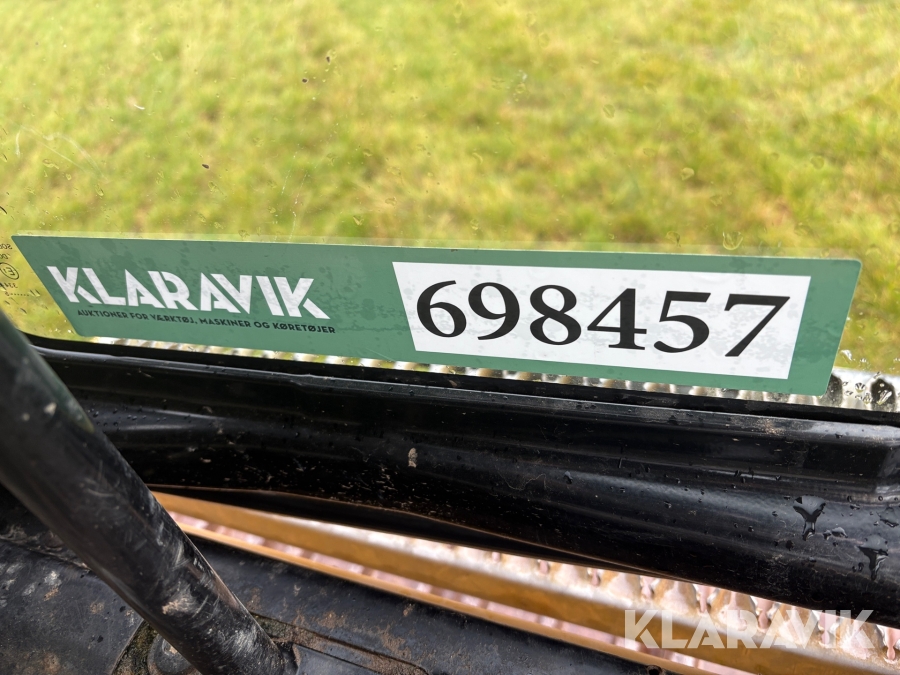 KLARAVIK
AUKTIONER FOR VÆRKTØJ, MASKINER OG KØRETØJER
698457
KLARAVIK